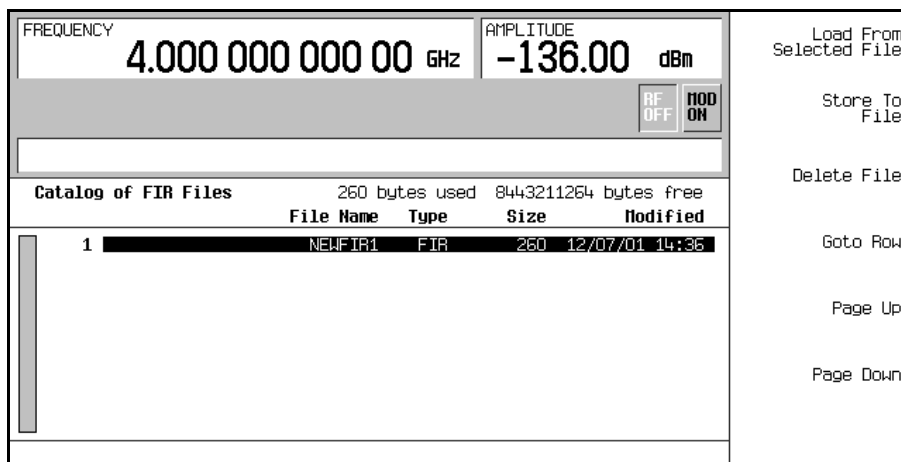 FREQUENCY
4.000 000 000 00 GHz
AMPLITUDE
-136.00 dBm
RF OFF
MOD ON
Catalog of FIR Files 260 bytes used 8443211264 bytes free
File Name Type Size Modified
1 NEWFIR1 FIR 260 12/07/01 14:36
Load From
Selected File
Store To
File
Delete File
Goto Row
Page Up
Page Down